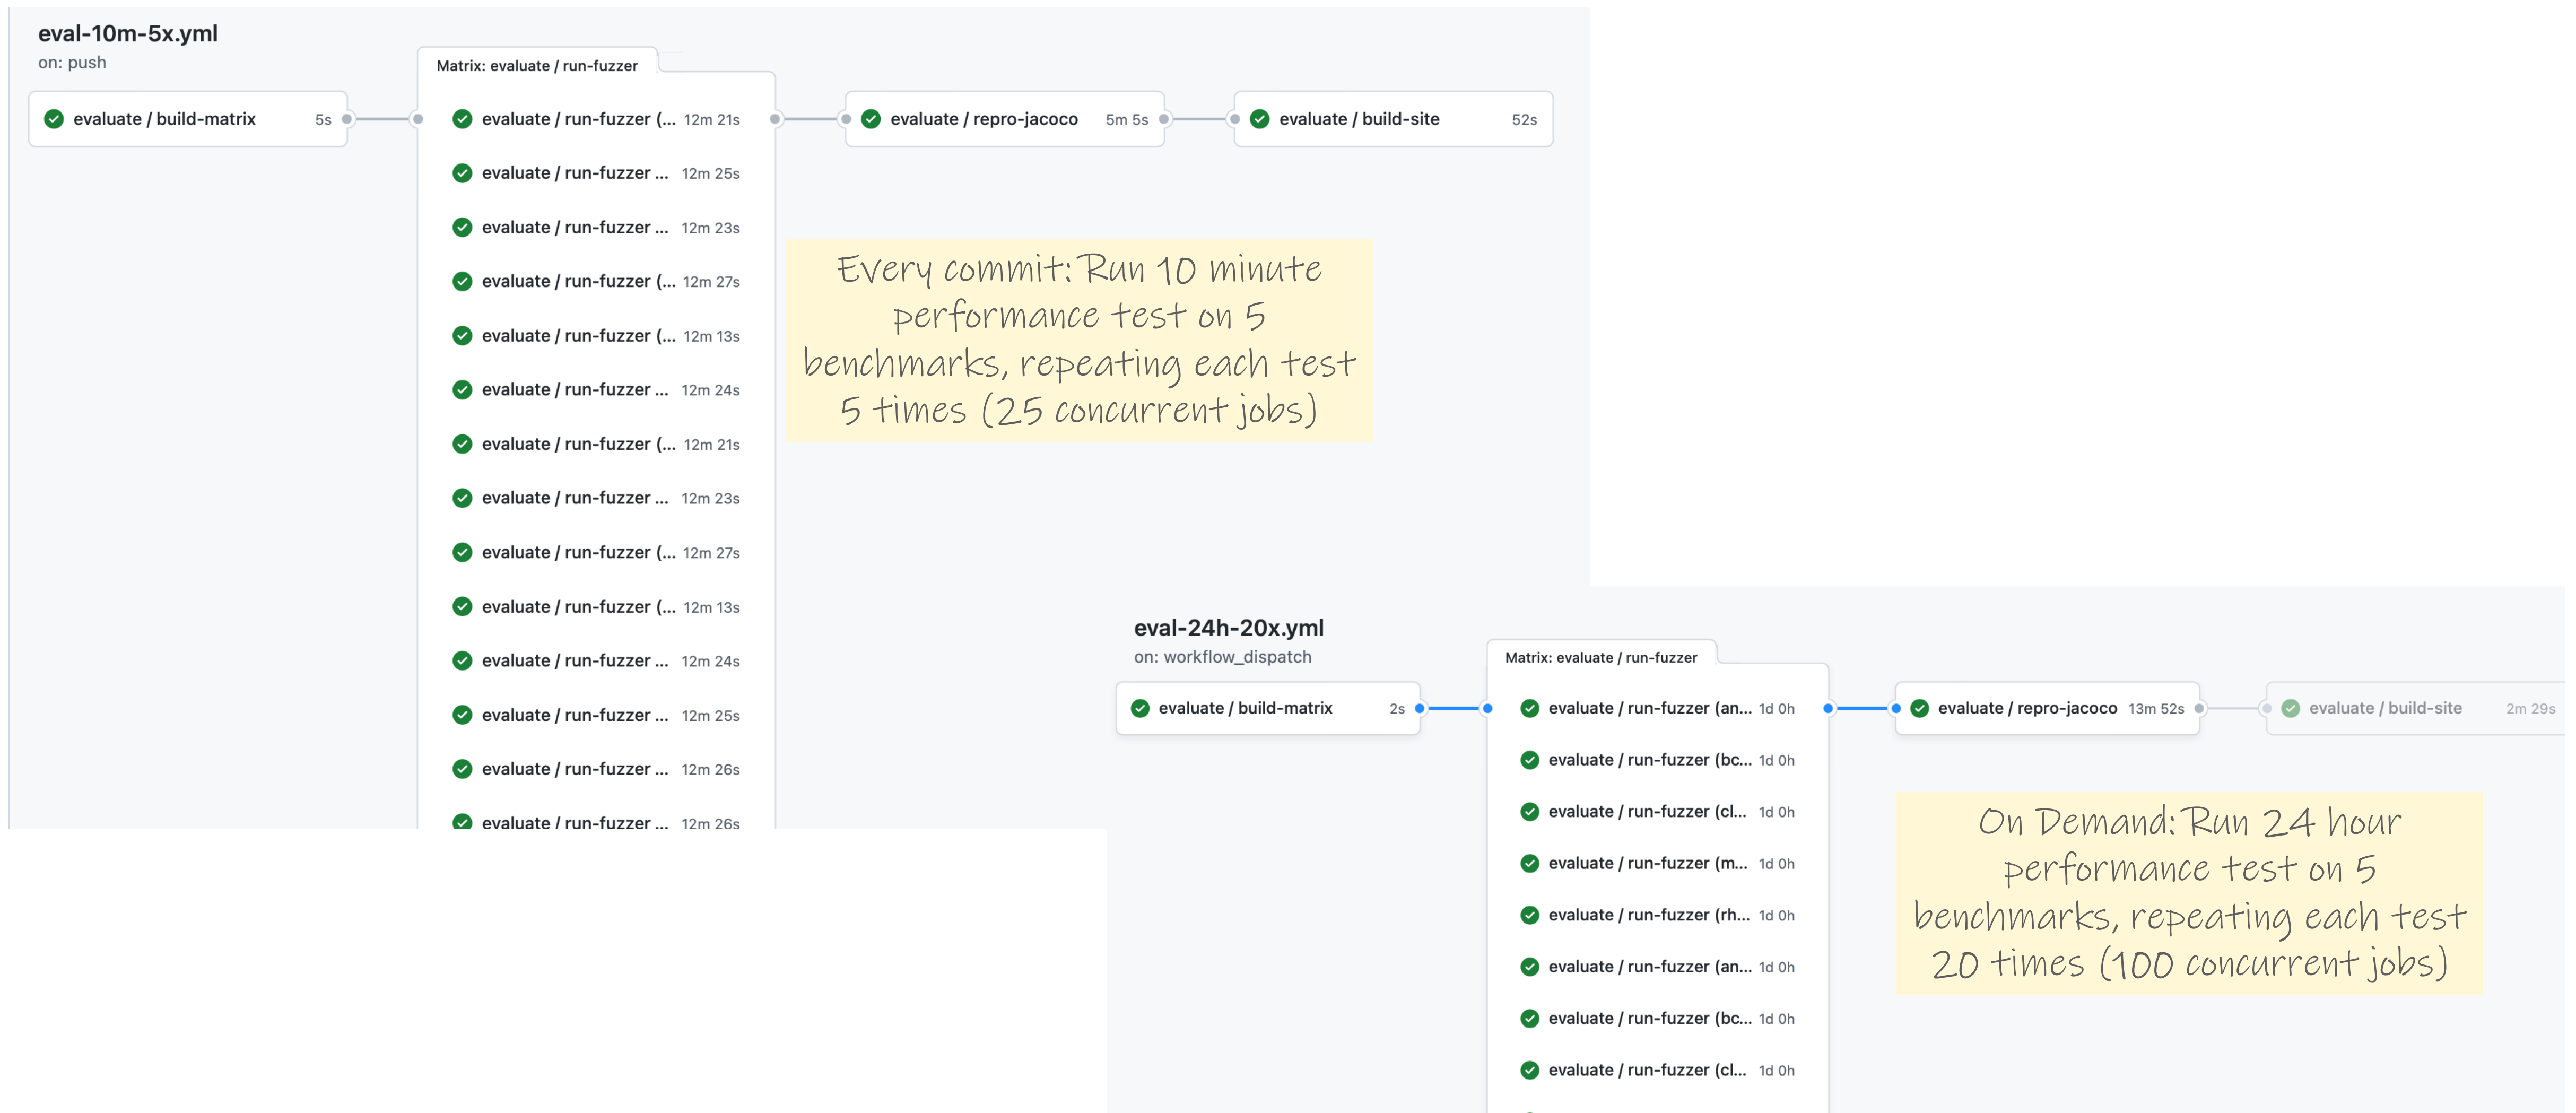 eval-10m-5x.yml
on: push
Matrix: evaluate / run-fuzzer
evaluate / build-matrix 5s
evaluate / run-fuzzer (... 12m 21s
evaluate / run-fuzzer ... 12m 25s
evaluate / run-fuzzer ... 12m 23s
evaluate / run-fuzzer (... 12m 27s
evaluate / run-fuzzer (... 12m 13s
evaluate / run-fuzzer ... 12m 24s
evaluate / run-fuzzer (... 12m 21s
evaluate / run-fuzzer ... 12m 23s
evaluate / run-fuzzer (... 12m 27s
evaluate / run-fuzzer (... 12m 13s
evaluate / run-fuzzer ... 12m 24s
evaluate / run-fuzzer ... 12m 25s
evaluate / run-fuzzer ... 12m 26s
evaluate / run-fuzzer ... 12m 26s
evaluate / repro-jacoco 5m 5s
evaluate / build-site 52s
Every commit: Run 10 minute
performance test on 5
benchmarks, repeating each test
5 times (25 concurrent jobs)
eval-24h-20x.yml
on: workflow_dispatch
Matrix: evaluate / run-fuzzer
evaluate / build-matrix 2s
evaluate / run-fuzzer (an... 1d 0h
evaluate / run-fuzzer (bc... 1d 0h
evaluate / run-fuzzer (cl... 1d 0h
evaluate / run-fuzzer (m... 1d 0h
evaluate / run-fuzzer (rh... 1d 0h
evaluate / run-fuzzer (an... 1d 0h
evaluate / run-fuzzer (bc... 1d 0h
evaluate / run-fuzzer (cl... 1d 0h
evaluate / repro-jacoco 13m 52s
evaluate / build-site 2m 29s
On Demand: Run 24 hour
performance test on 5
benchmarks, repeating each test
20 times (100 concurrent jobs)